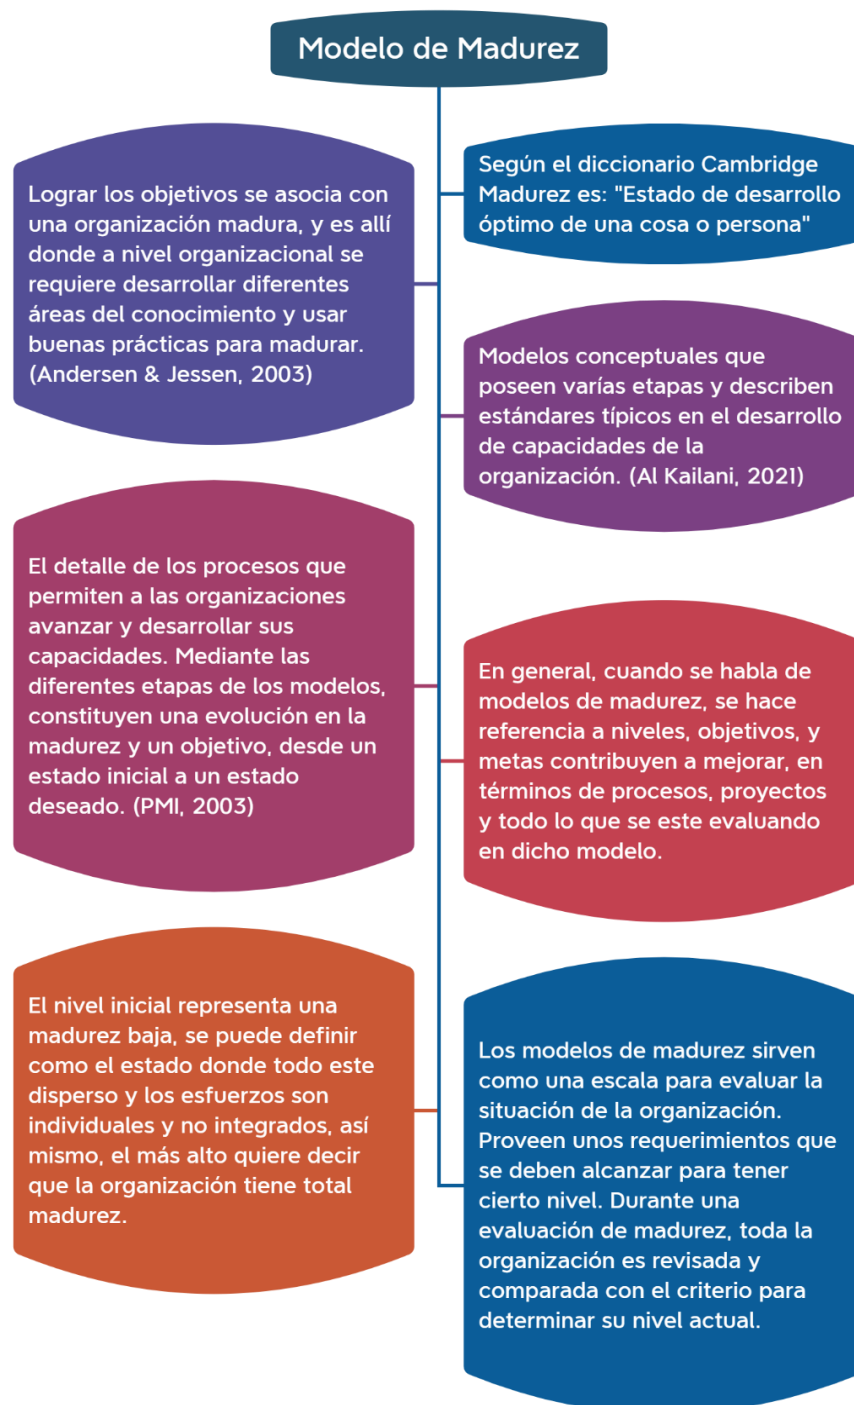 Modelo de Madurez
Según el diccionario Cambridge
Madurez es: "Estado de desarrollo
óptimo de una cosa o persona"
Lograr los objetivos se asocia con
una organización madura, y es allí
donde a nivel organizacional se
requiere desarrollar diferentes
áreas del conocimiento y usar
buenas prácticas para madurar.
(Andersen & Jessen, 2003)
Modelos conceptuales que
poseen varías etapas y describen
estándares típicos en el desarrollo
de capacidades de la
organización. (Al Kailani, 2021)
El detalle de los procesos que
permiten a las organizaciones
avanzar y desarrollar sus
capacidades. Mediante las
diferentes etapas de los modelos,
constituyen una evolución en la
madurez y un objetivo, desde un
estado inicial a un estado
deseado. (PMI, 2003)
En general, cuando se habla de
modelos de madurez, se hace
referencia a niveles, objetivos, y
metas contribuyen a mejorar, en
términos de procesos, proyectos
y todo lo que se este evaluando
en dicho modelo.
El nivel inicial representa una
madurez baja, se puede definir
como el estado donde todo este
disperso y los esfuerzos son
individuales y no integrados, así
mismo, el más alto quiere decir
que la organización tiene total
madurez.
Los modelos de madurez sirven
como una escala para evaluar la
situación de la organización.
Proveen unos requerimientos que
se deben alcanzar para tener
cierto nivel. Durante una
evaluación de madurez, toda la
organización es revisada y
comparada con el criterio para
determinar su nivel actual.